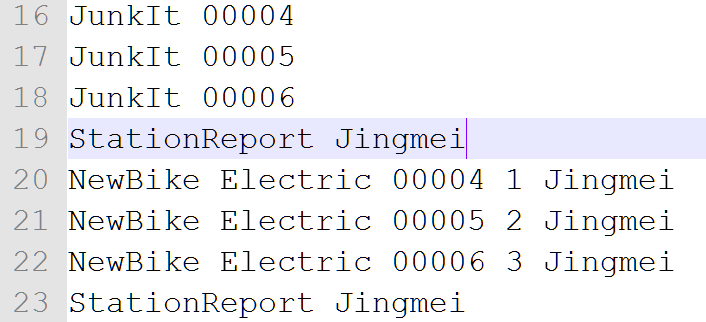 16 JunkIt 00004
17 JunkIt 00005
18 JunkIt 00006
19 StationReport Jingmei
20 NewBike Electric 00004 1 Jingmei
21 NewBike Electric 00005 2 Jingmei
22 NewBike Electric 00006 3 Jingmei
23 StationReport Jingmei